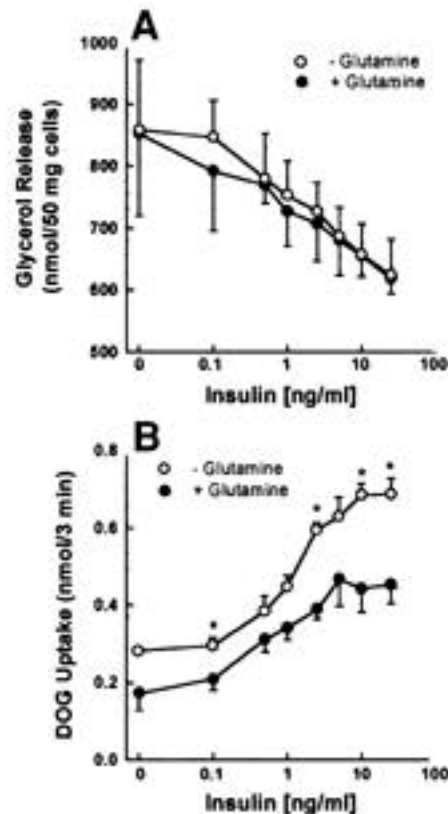 A
1000
900
800
700
600
500
Glycerol Release
(nmol/50 mg cells)
- Glutamine
+ Glutamine
0 0.1 1 10 100
Insulin [ng/ml]
B
0.8
0.6
0.4
0.2
0.0
DOG Uptake (nmol/3 min)
- Glutamine
+ Glutamine
* * * *
0 0.1 1 10 100
Insulin [ng/ml]